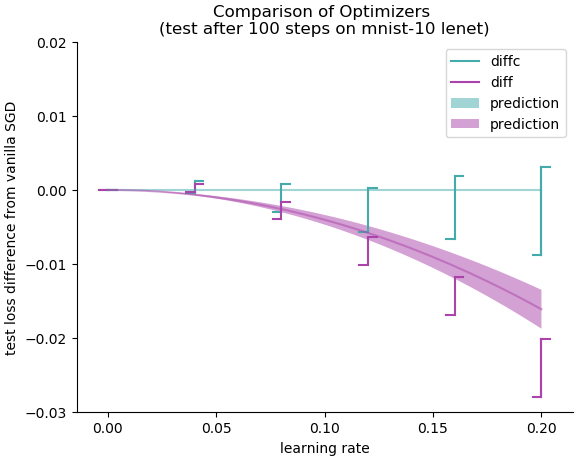 Comparison of Optimizers
(test after 100 steps on mnist-10 lenet)
0.02
0.01
0.00
−0.01
−0.02
−0.03
test loss difference from vanilla SGD
diffc
diff
prediction
prediction
0.00
0.05
0.10
0.15
0.20
learning rate